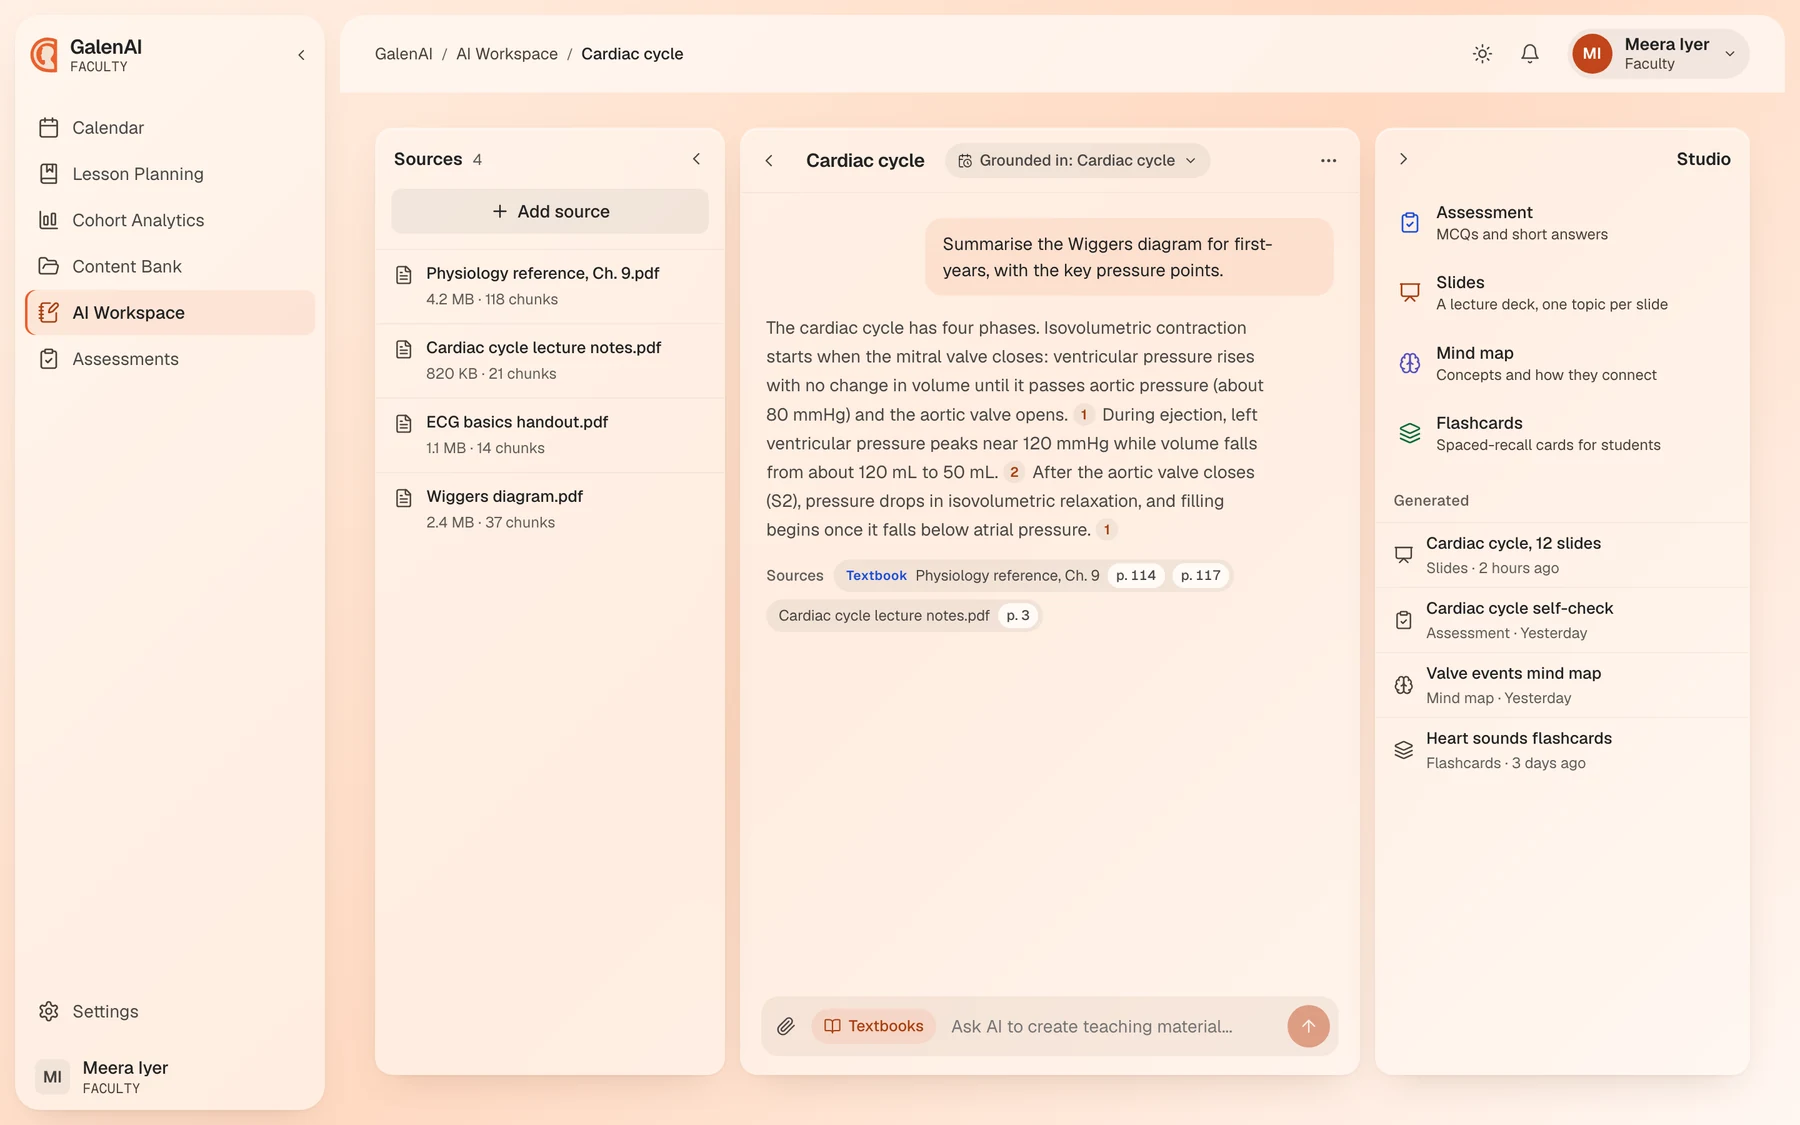 GalenAI
FACULTY
Calendar
Lesson Planning
Cohort Analytics
Content Bank
AI Workspace
Assessments
Settings
MI
Meera Iyer
FACULTY
GalenAI / AI Workspace / Cardiac cycle
MI
Meera Iyer
Faculty
Sources 4
+ Add source
Physiology reference, Ch. 9.pdf
4.2 MB · 118 chunks
Cardiac cycle lecture notes.pdf
820 KB · 21 chunks
ECG basics handout.pdf
1.1 MB · 14 chunks
Wiggers diagram.pdf
2.4 MB · 37 chunks
Cardiac cycle
Grounded in: Cardiac cycle
Summarise the Wiggers diagram for first-
years, with the key pressure points.
The cardiac cycle has four phases. Isovolumetric contraction
starts when the mitral valve closes: ventricular pressure rises
with no change in volume until it passes aortic pressure (about
80 mmHg) and the aortic valve opens. 1 During ejection, left
ventricular pressure peaks near 120 mmHg while volume falls
from about 120 mL to 50 mL. 2 After the aortic valve closes
(S2), pressure drops in isovolumetric relaxation, and filling
begins once it falls below atrial pressure. 1
Sources Textbook Physiology reference, Ch. 9 p. 114 p. 117
Cardiac cycle lecture notes.pdf p. 3
Textbooks
Ask AI to create teaching material...
Studio
Assessment
MCQs and short answers
Slides
A lecture deck, one topic per slide
Mind map
Concepts and how they connect
Flashcards
Spaced-recall cards for students
Generated
Cardiac cycle, 12 slides
Slides · 2 hours ago
Cardiac cycle self-check
Assessment · Yesterday
Valve events mind map
Mind map · Yesterday
Heart sounds flashcards
Flashcards · 3 days ago